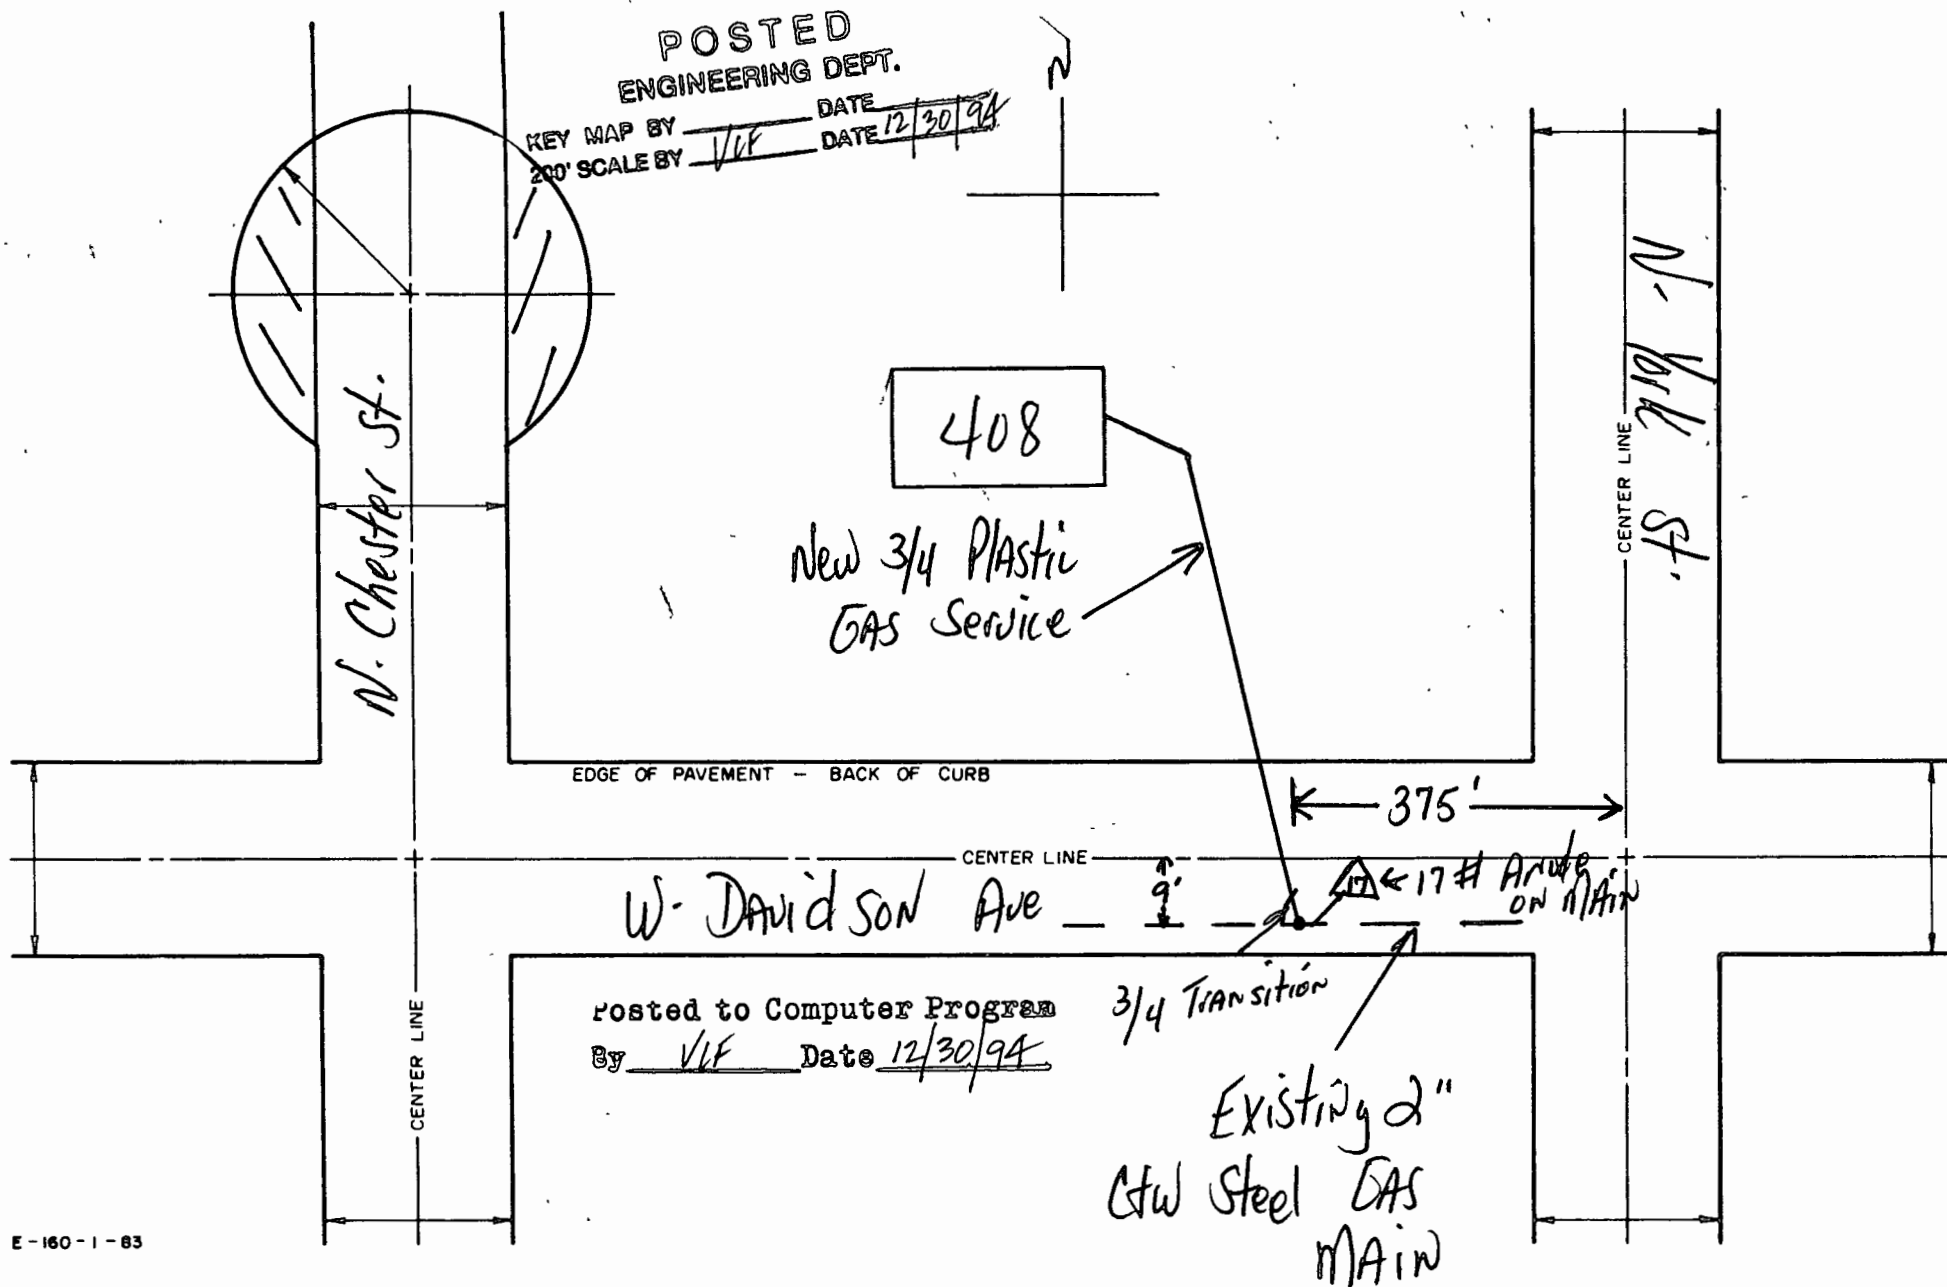 POSTED
ENGINEERING DEPT.
KEY MAP BY DATE
200' SCALE BY VLF DATE 12/30/94
N
N. Chester St.
408
New 3/4 Plastic
GAS Service
N. York St.
CENTER LINE
EDGE OF PAVEMENT - BACK OF CURB
375'
CENTER LINE
9'
17
17# Anode
ON MAIN
W. DAVIDSON Ave
3/4 TRANSITION
Posted to Computer Program
By VLF Date 12/30/94
CENTER LINE
Existing 2"
CTW Steel GAS
MAIN
E-160-1-83